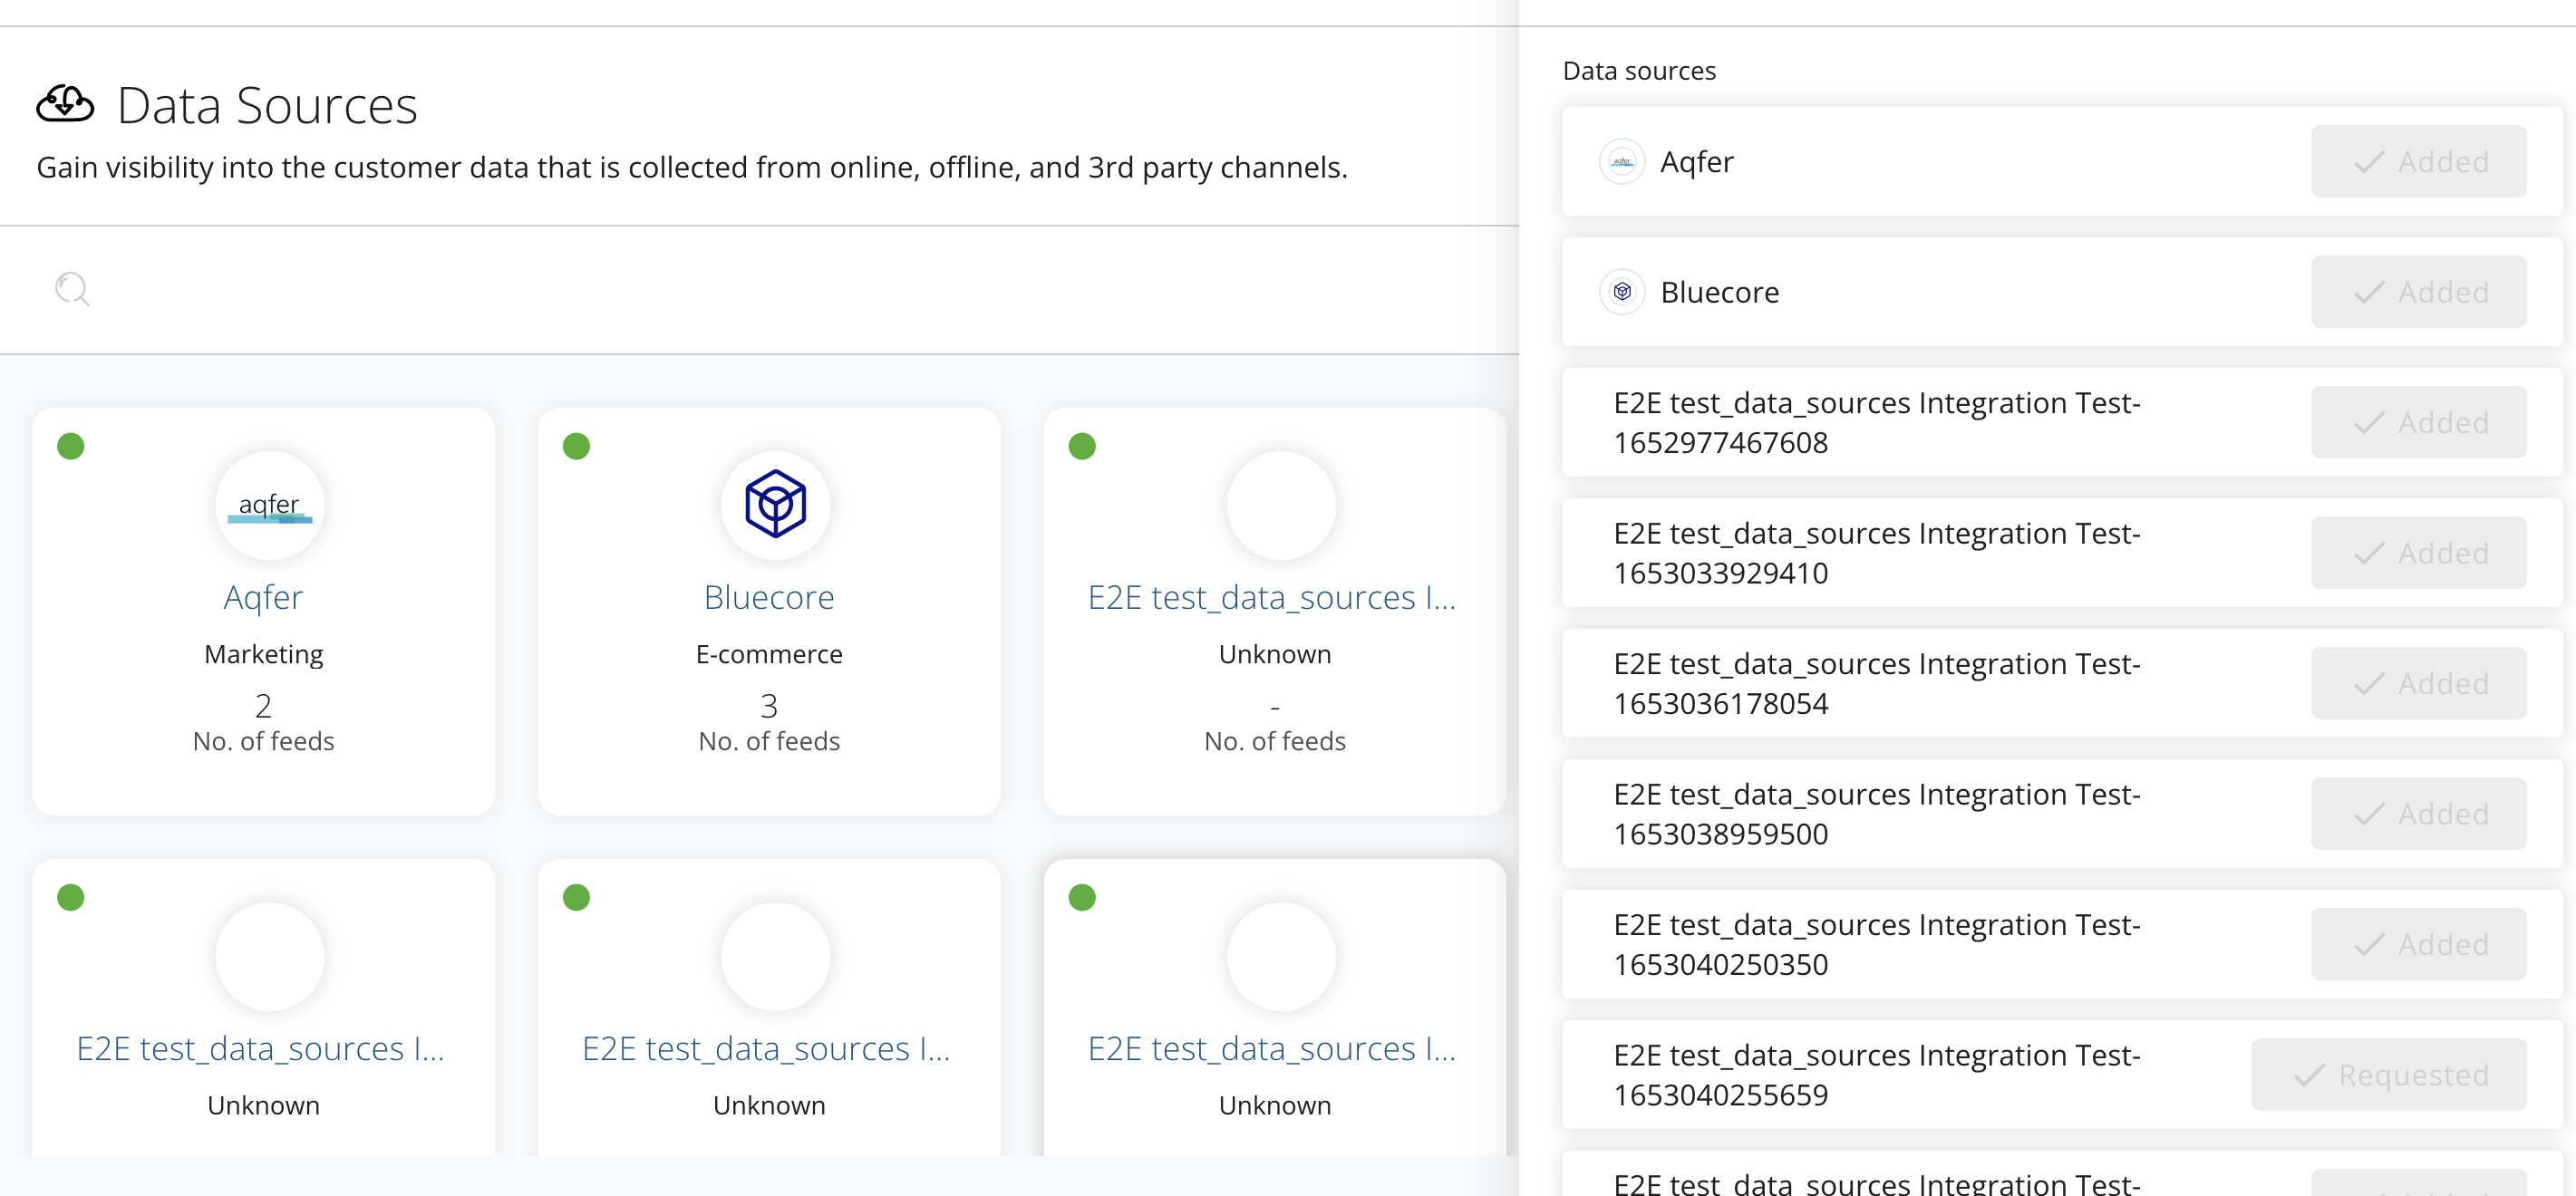 Data Sources
Gain visibility into the customer data that is collected from online, offline, and 3rd party channels.
aqfer
Aqfer
Marketing
2
No. of feeds
Bluecore
E-commerce
3
No. of feeds
E2E test_data_sources I...
Unknown
-
No. of feeds
E2E test_data_sources I...
Unknown
E2E test_data_sources I...
Unknown
E2E test_data_sources I...
Unknown
Data sources
aqfer
Aqfer
Added
Bluecore
Added
E2E test_data_sources Integration Test-
1652977467608
Added
E2E test_data_sources Integration Test-
1653033929410
Added
E2E test_data_sources Integration Test-
1653036178054
Added
E2E test_data_sources Integration Test-
1653038959500
Added
E2E test_data_sources Integration Test-
1653040250350
Added
E2E test_data_sources Integration Test-
1653040255659
Requested
E2E test_data_sources Integration Test-